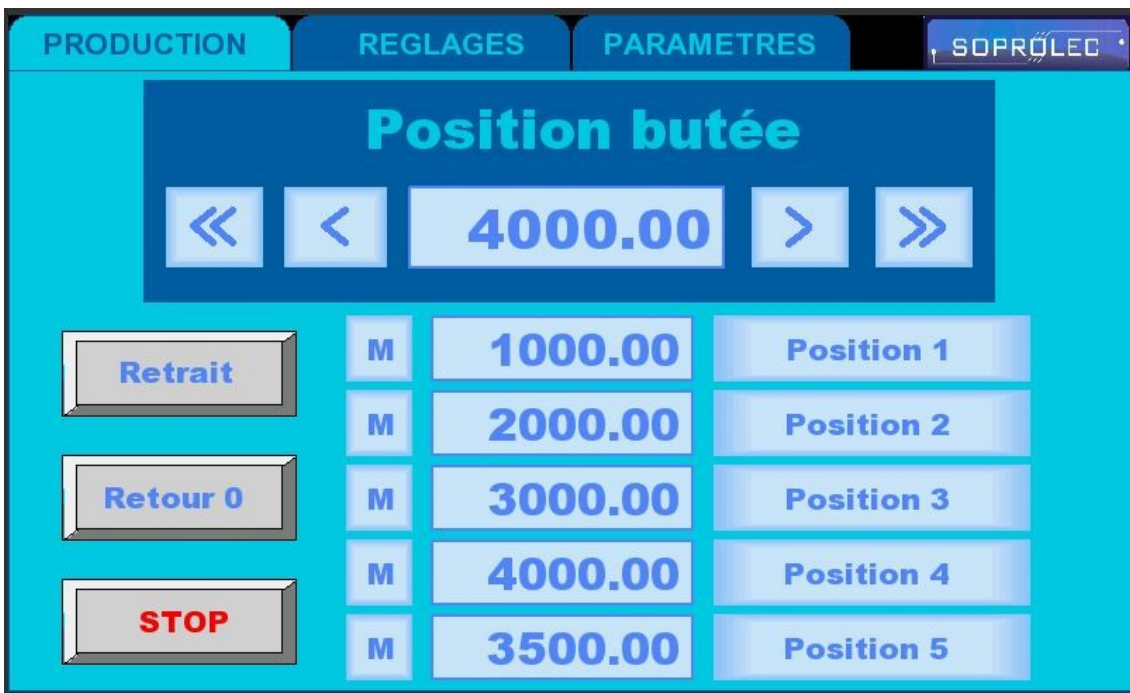 PRODUCTION REGLAGES PARAMETRES SOPROLEC
Position butée
« < 4000.00 > »
Retrait
Retour 0
STOP
M 1000.00 Position 1
M 2000.00 Position 2
M 3000.00 Position 3
M 4000.00 Position 4
M 3500.00 Position 5